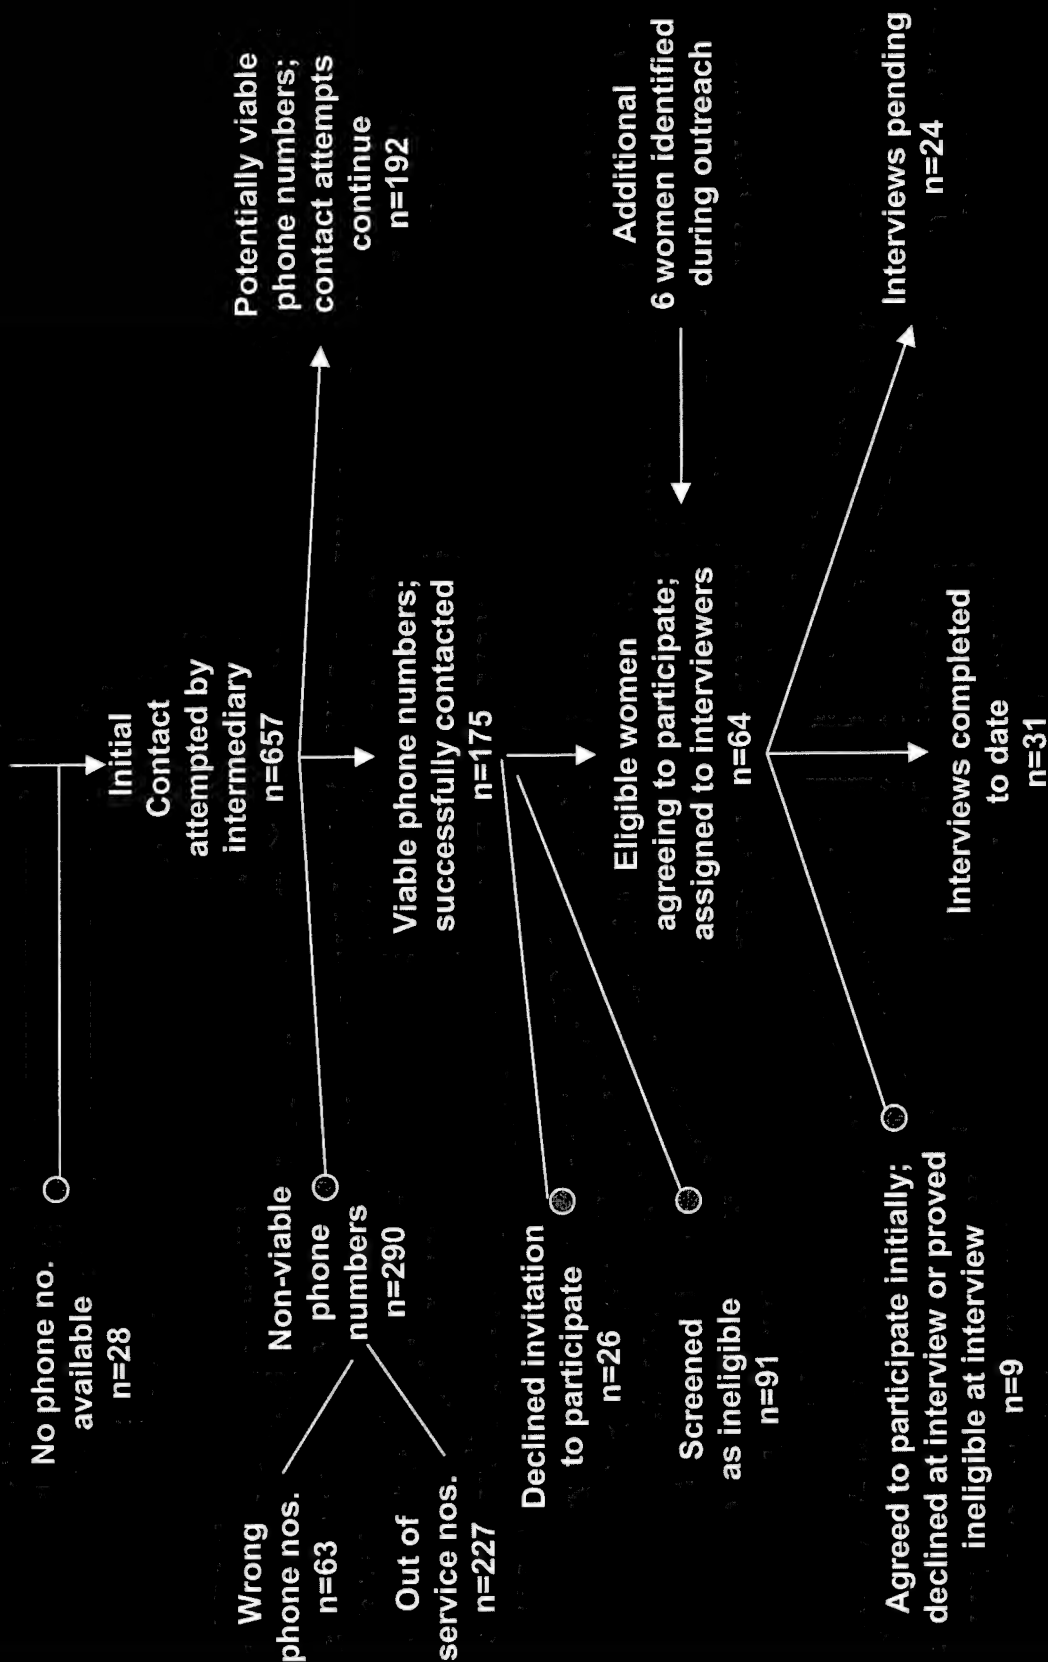 No phone no.
available
n=28
Initial
Contact
attempted by
intermediary
n=657
Wrong
phone nos.
n=63
Out of
service nos.
n=227
Non-viable
phone
numbers
n=290
Potentially viable
phone numbers;
contact attempts
continue
n=192
Viable phone numbers;
successfully contacted
n=175
Declined invitation
to participate
n=26
Screened
as ineligible
n=91
Eligible women
agreeing to participate;
assigned to interviewers
n=64
Additional
6 women identified
during outreach
Agreed to participate initially;
declined at interview or proved
ineligible at interview
n=9
Interviews completed
to date
n=31
Interviews pending
n=24